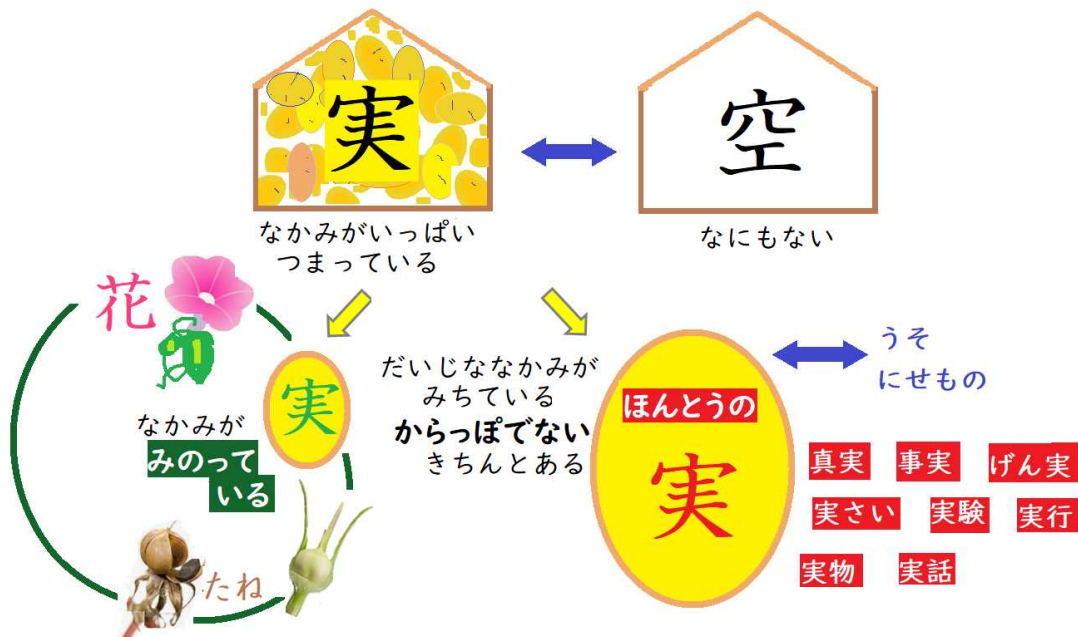 実
空
なかみがいっぱい
つまっている
なにもない
花
実
なかみが
みのって
いる
たね
だいじななかみが
みちている
からっぽでない
きちんとある
ほんとうの
実
うそ
にせもの
真実 事実 げん実
実さい 実験 実行
実物 実話